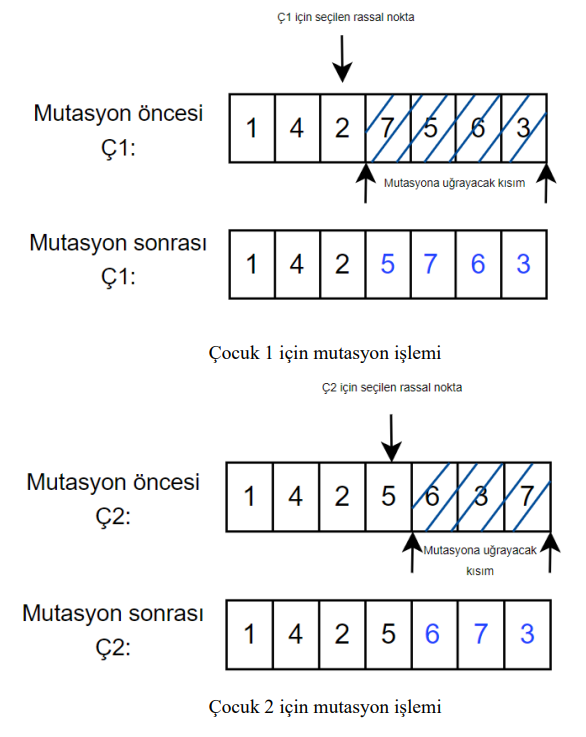 Ç1 için seçilen rassal nokta
Mutasyon öncesi
Ç1:
1 4 2 7 5 6 3
Mutasyona uğrayacak kısım
Mutasyon sonrası
Ç1:
1 4 2 5 7 6 3
Çocuk 1 için mutasyon işlemi
Ç2 için seçilen rassal nokta
Mutasyon öncesi
Ç2:
1 4 2 5 6 3 7
Mutasyona uğrayacak
kısım
Mutasyon sonrası
Ç2:
1 4 2 5 6 7 3
Çocuk 2 için mutasyon işlemi